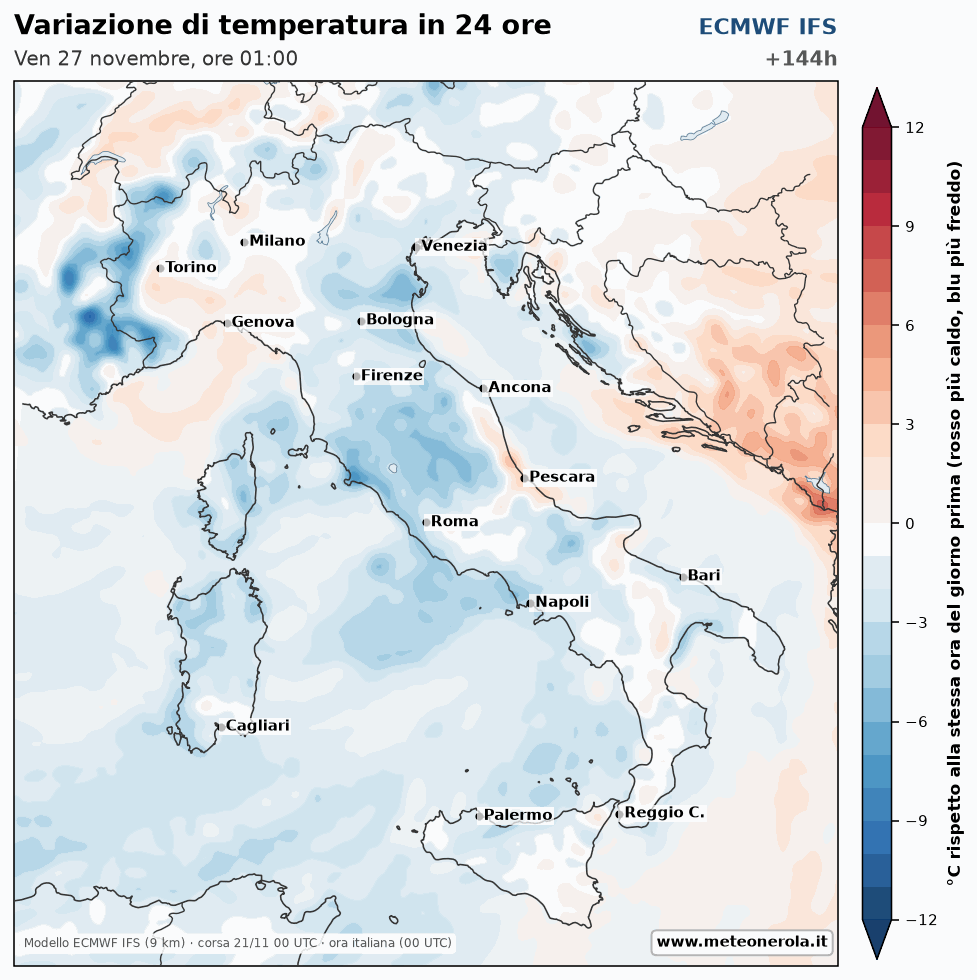 Variazione di temperatura in 24 ore
ECMWF IFS
Ven 27 novembre, ore 01:00
+144h
Milano
Venezia
Torino
Genova
Bologna
Firenze
Ancona
Pescara
Roma
Bari
Napoli
Cagliari
Palermo
Reggio C.
12
9
6
3
0
−3
−6
−9
−12
°C rispetto alla stessa ora del giorno prima (rosso più caldo, blu più freddo)
Modello ECMWF IFS (9 km) · corsa 21/11 00 UTC · ora italiana (00 UTC)
www.meteonerola.it